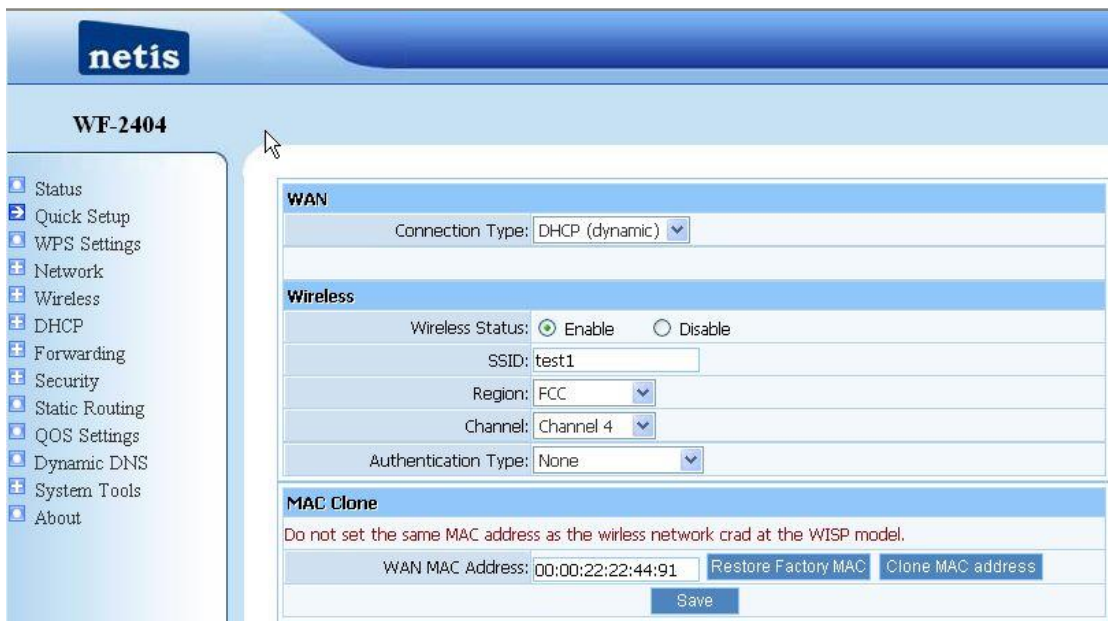 netis
WF-2404
Status
Quick Setup
WPS Settings
Network
Wireless
DHCP
Forwarding
Security
Static Routing
QOS Settings
Dynamic DNS
System Tools
About
WAN
Connection Type: DHCP (dynamic)
Wireless
Wireless Status: Enable Disable
SSID: test1
Region: FCC
Channel: Channel 4
Authentication Type: None
MAC Clone
Do not set the same MAC address as the wirless network crad at the WISP model.
WAN MAC Address: 00:00:22:22:44:91 Restore Factory MAC Clone MAC address
Save